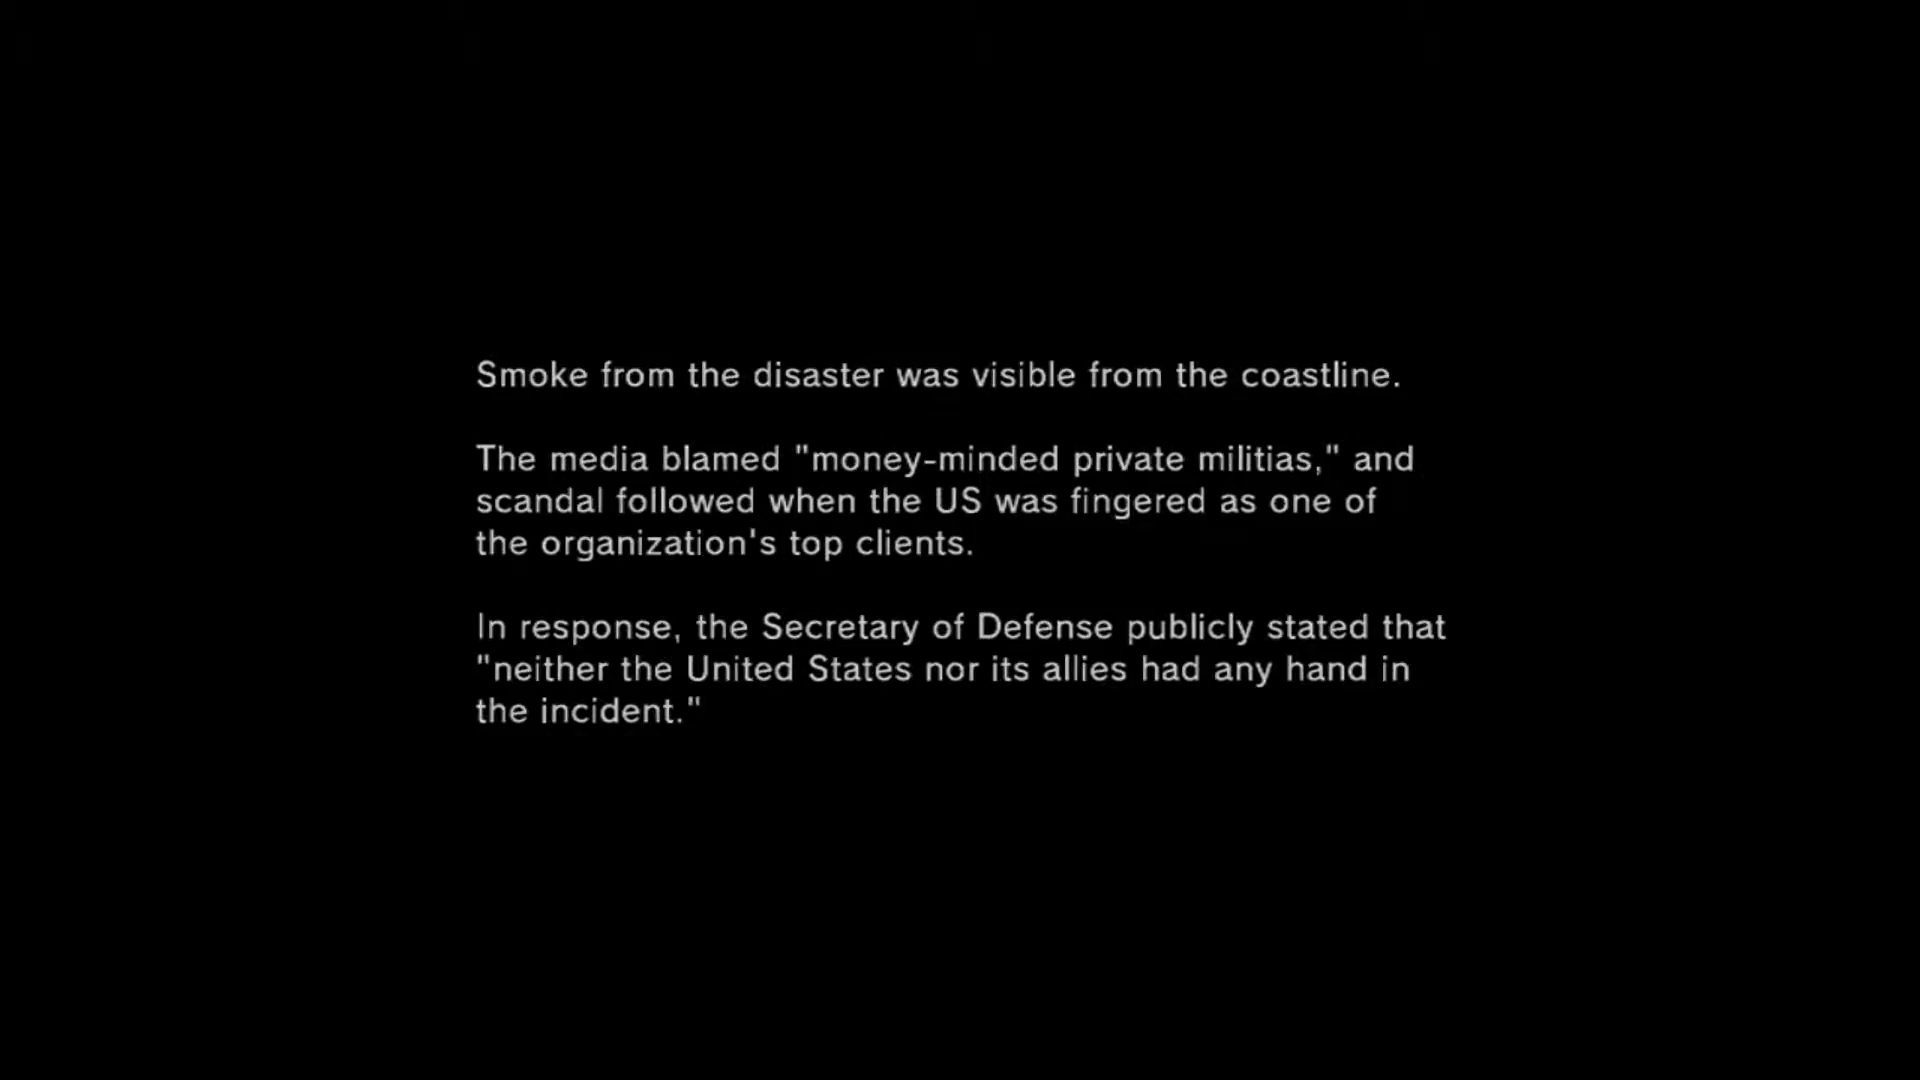 Smoke from the disaster was visible from the coastline.
The media blamed "money-minded private militias," and
scandal followed when the US was fingered as one of
the organization's top clients.
In response, the Secretary of Defense publicly stated that
"neither the United States nor its allies had any hand in
the incident."